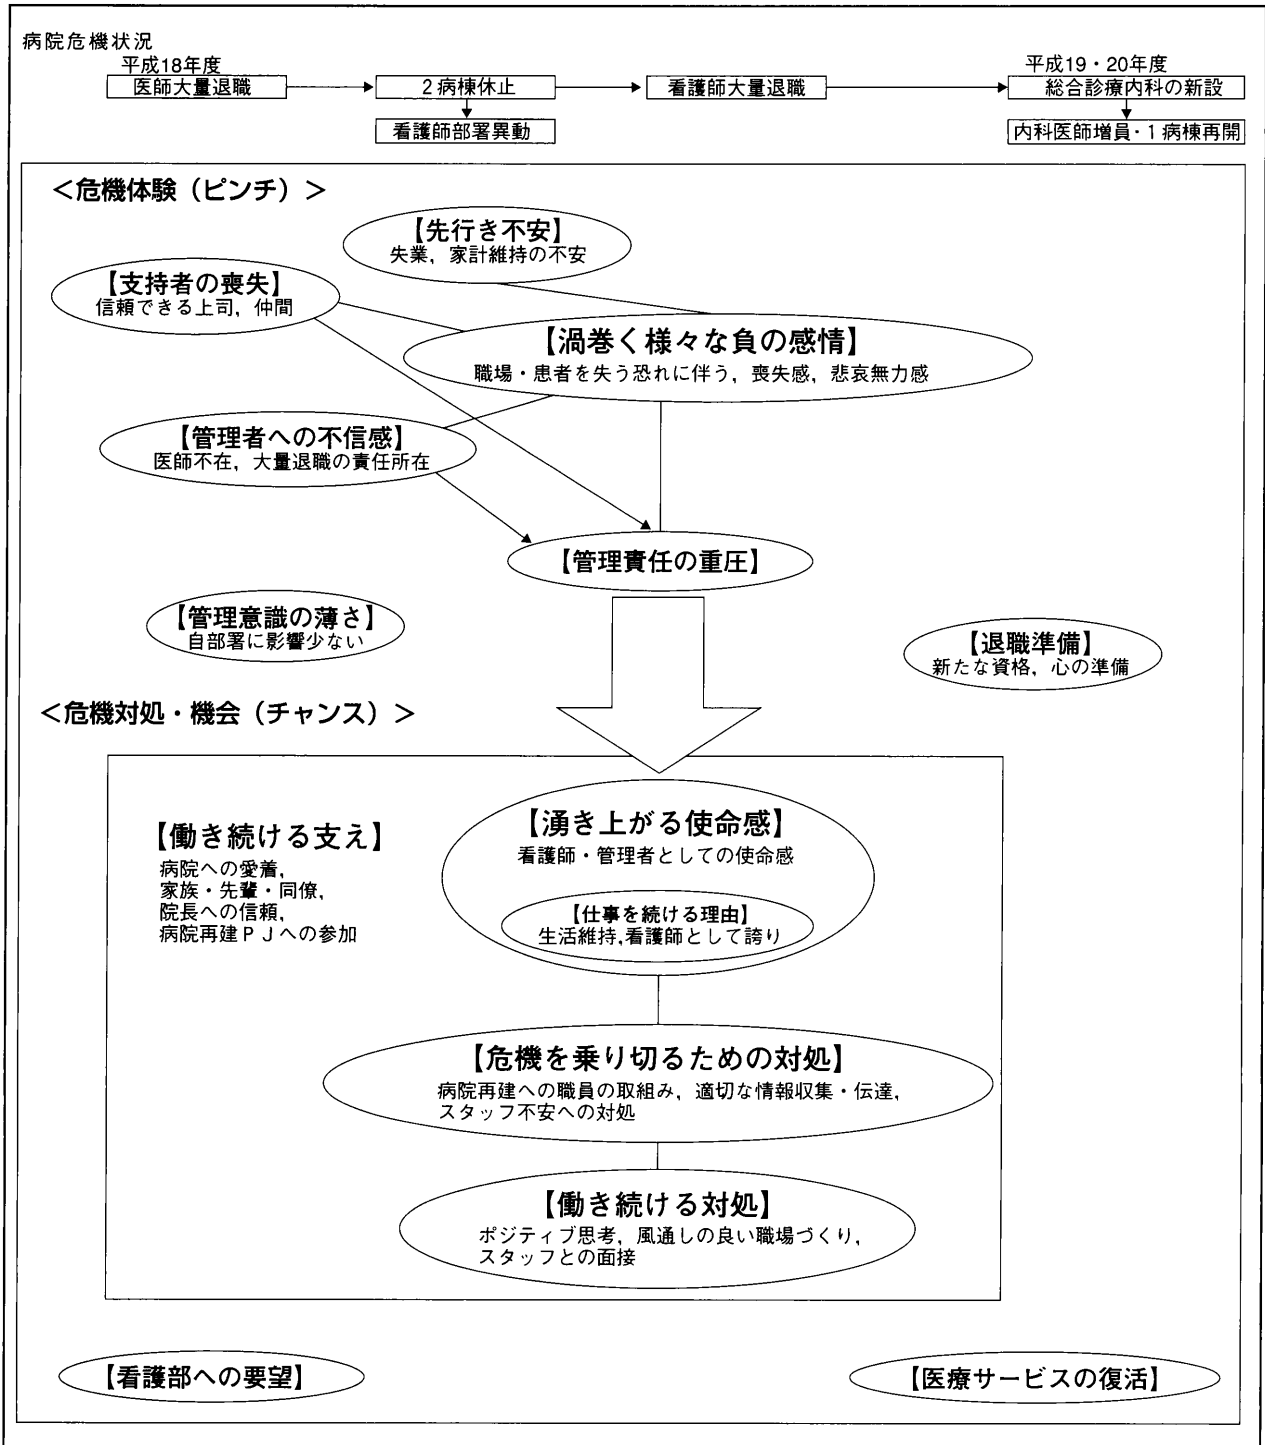 病院危機状況
平成18年度
医師大量退職
2病棟休止
看護師大量退職
平成19・20年度
総合診療内科の新設
看護師部署異動
内科医師増員・1病棟再開
＜危機体験（ピンチ）＞
【先行き不安】
失業，家計維持の不安
【支持者の喪失】
信頼できる上司，仲間
【渦巻く様々な負の感情】
職場・患者を失う恐れに伴う，喪失感，悲哀無力感
【管理者への不信感】
医師不在，大量退職の責任所在
【管理責任の重圧】
【管理意識の薄さ】
自部署に影響少ない
【退職準備】
新たな資格，心の準備
＜危機対処・機会（チャンス）＞
【働き続ける支え】
病院への愛着，
家族・先輩・同僚，
院長への信頼，
病院再建ＰＪへの参加
【湧き上がる使命感】
看護師・管理者としての使命感
【仕事を続ける理由】
生活維持,看護師として誇り
【危機を乗り切るための対処】
病院再建への職員の取組み，適切な情報収集・伝達，
スタッフ不安への対処
【働き続ける対処】
ポジティブ思考，風通しの良い職場づくり，
スタッフとの面接
【看護部への要望】
【医療サービスの復活】